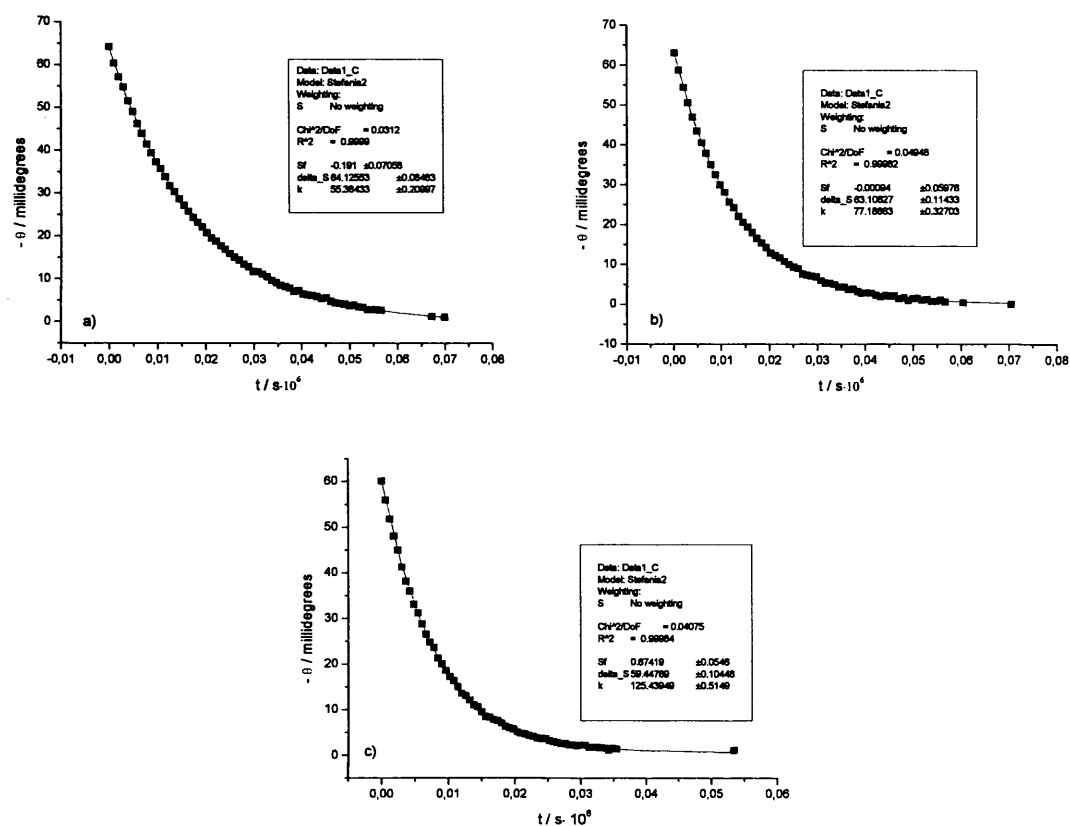 70
60
50
40
30
20
10
0
- θ / millidegrees
Data: Data1_C
Model: Stefania2
Weighting:
S No weighting
Chi^2/DoF = 0.0312
R^2 = 0.9999
Sf -0.191 ±0.07058
delta_S 64.12553 ±0.08463
k 55.38433 ±0.20997
a)
-0,01 0,00 0,01 0,02 0,03 0,04 0,05 0,06 0,07 0,08
t / s·10⁶
70
60
50
40
30
20
10
0
-10
- θ / millidegrees
Data: Data1_C
Model: Stefania2
Weighting:
S No weighting
Chi^2/DoF = 0.04948
R^2 = 0.99982
Sf -0.00094 ±0.05976
delta_S 63.10827 ±0.11433
k 77.18663 ±0.32703
b)
-0,01 0,00 0,01 0,02 0,03 0,04 0,05 0,06 0,07 0,08
t / s·10⁶
60
50
40
30
20
10
0
- θ / millidegrees
Data: Data1_C
Model: Stefania2
Weighting:
S No weighting
Chi^2/DoF = 0.04075
R^2 = 0.99984
Sf 0.67419 ±0.0546
delta_S 59.44769 ±0.10448
k 125.43949 ±0.5149
c)
0,00 0,01 0,02 0,03 0,04 0,05 0,06
t / s· 10⁶